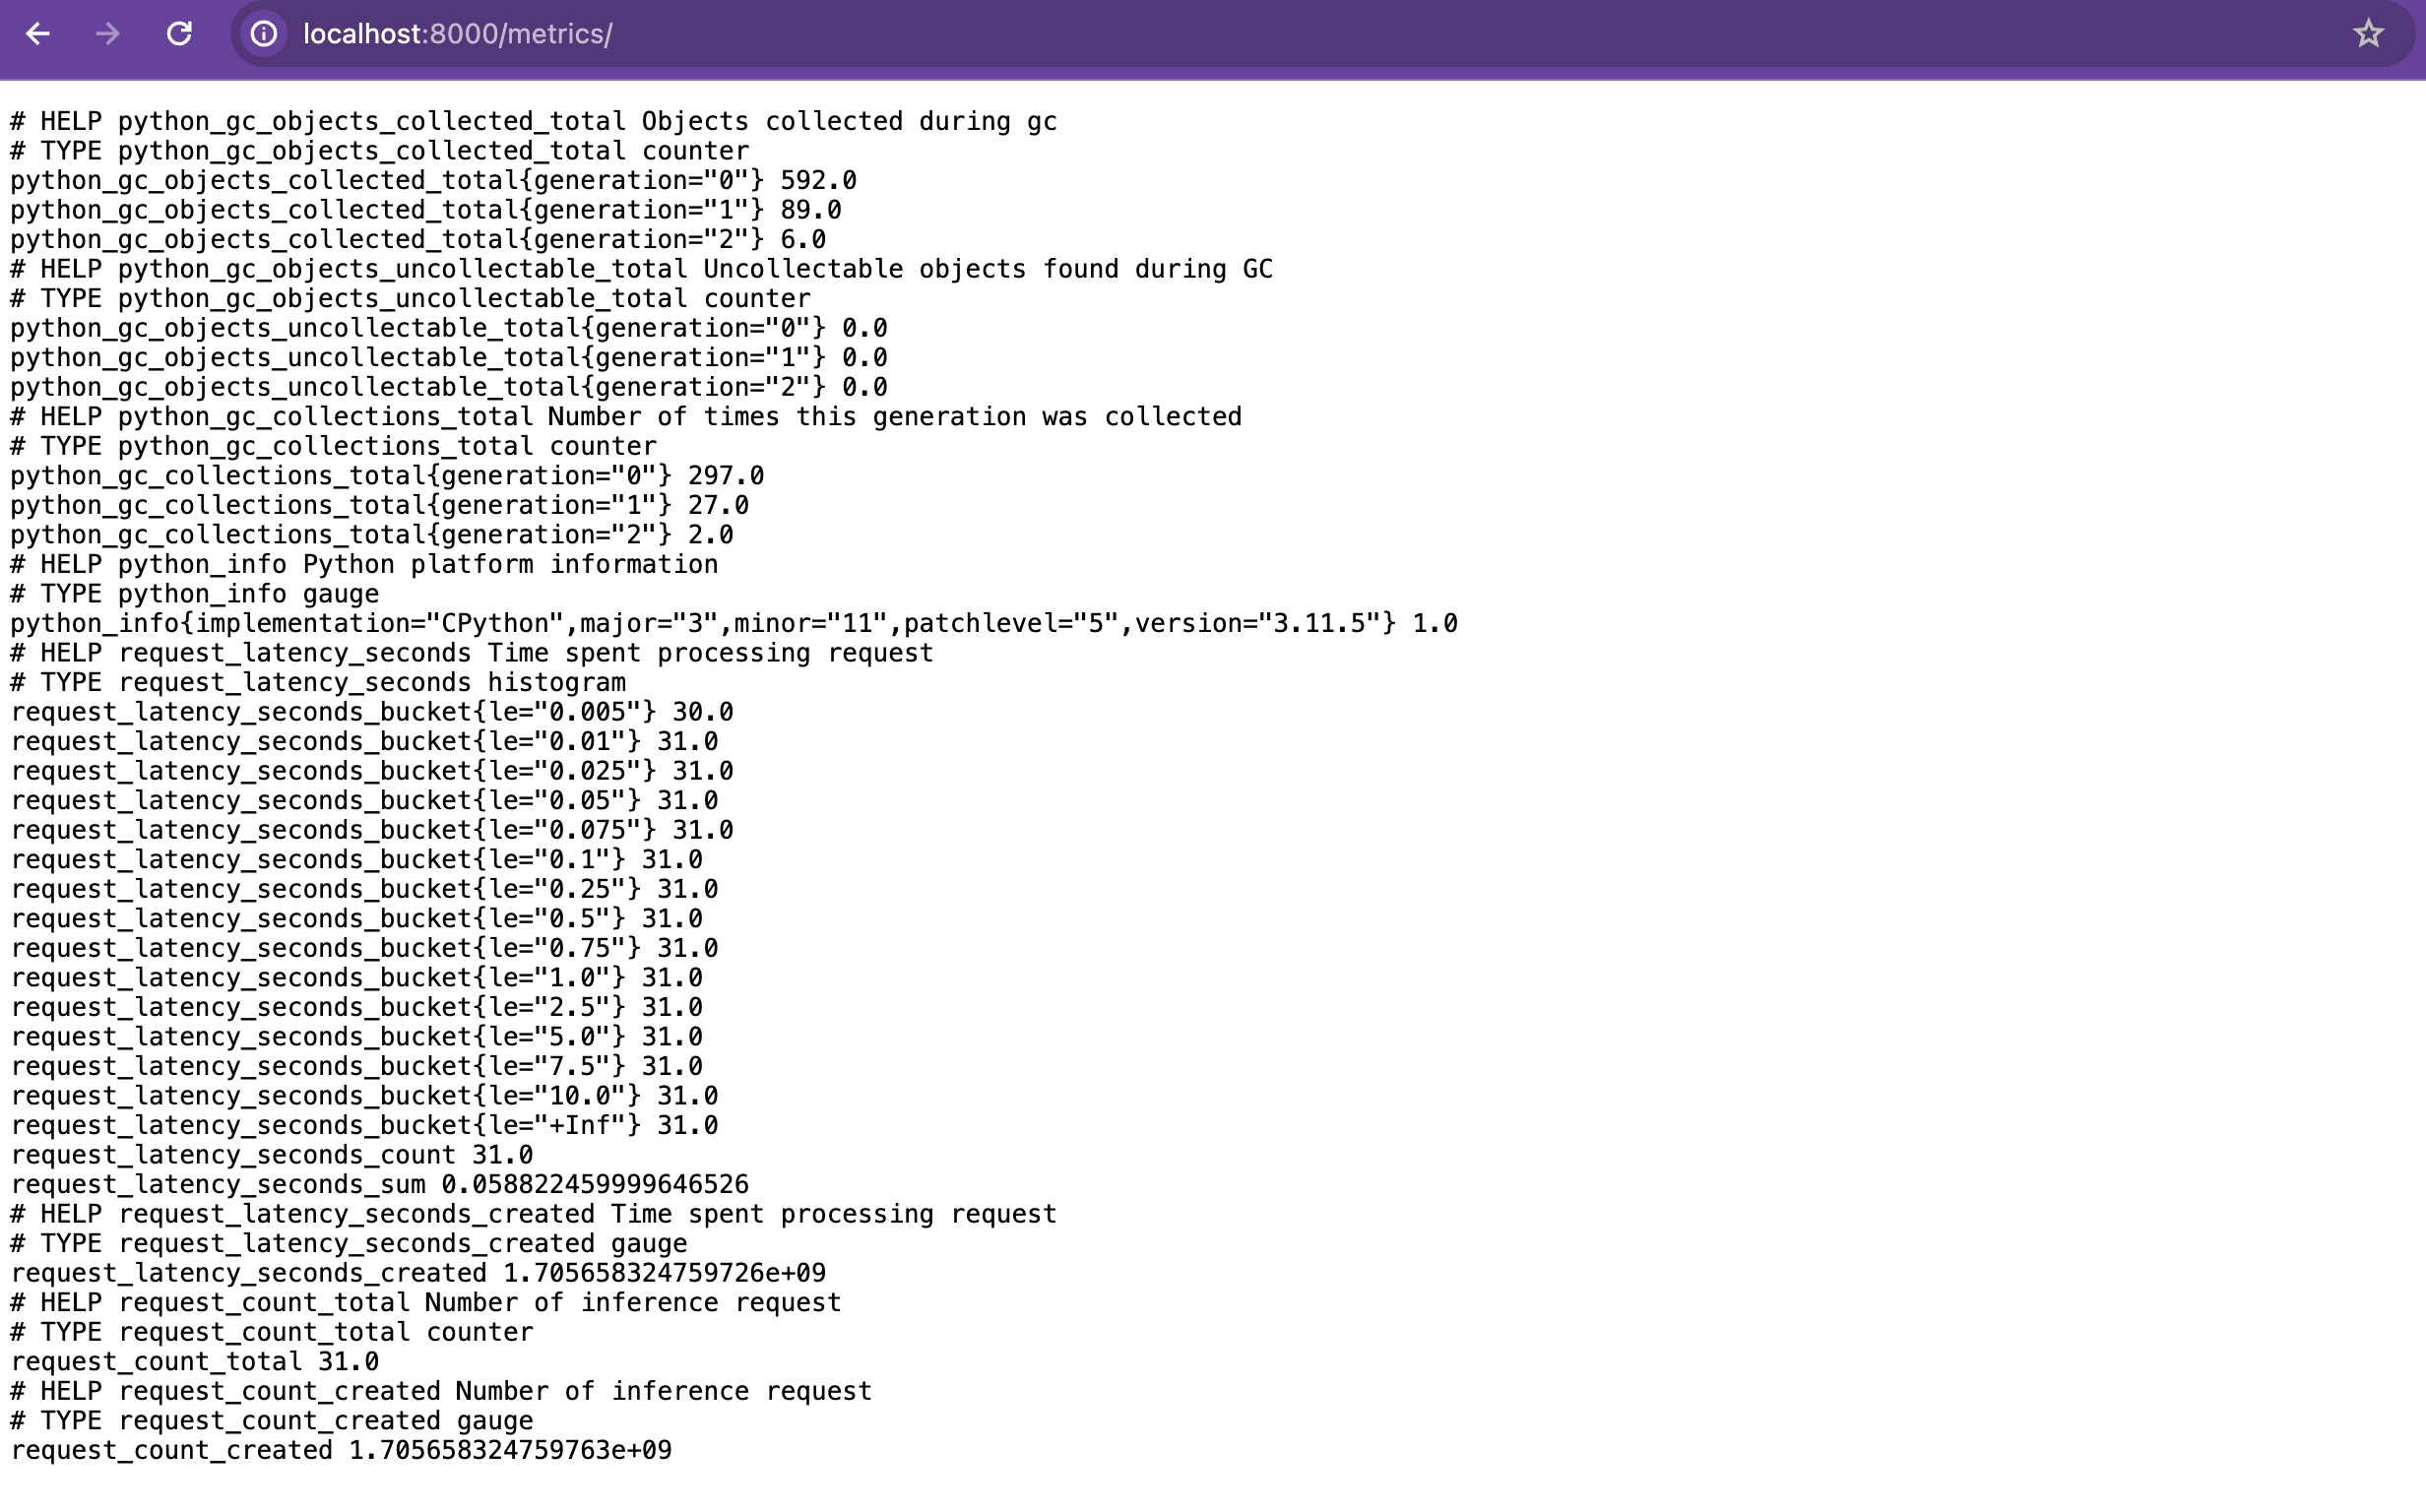 localhost:8000/metrics/
# HELP python_gc_objects_collected_total Objects collected during gc
# TYPE python_gc_objects_collected_total counter
python_gc_objects_collected_total{generation="0"} 592.0
python_gc_objects_collected_total{generation="1"} 89.0
python_gc_objects_collected_total{generation="2"} 6.0
# HELP python_gc_objects_uncollectable_total Uncollectable objects found during GC
# TYPE python_gc_objects_uncollectable_total counter
python_gc_objects_uncollectable_total{generation="0"} 0.0
python_gc_objects_uncollectable_total{generation="1"} 0.0
python_gc_objects_uncollectable_total{generation="2"} 0.0
# HELP python_gc_collections_total Number of times this generation was collected
# TYPE python_gc_collections_total counter
python_gc_collections_total{generation="0"} 297.0
python_gc_collections_total{generation="1"} 27.0
python_gc_collections_total{generation="2"} 2.0
# HELP python_info Python platform information
# TYPE python_info gauge
python_info{implementation="CPython",major="3",minor="11",patchlevel="5",version="3.11.5"} 1.0
# HELP request_latency_seconds Time spent processing request
# TYPE request_latency_seconds histogram
request_latency_seconds_bucket{le="0.005"} 30.0
request_latency_seconds_bucket{le="0.01"} 31.0
request_latency_seconds_bucket{le="0.025"} 31.0
request_latency_seconds_bucket{le="0.05"} 31.0
request_latency_seconds_bucket{le="0.075"} 31.0
request_latency_seconds_bucket{le="0.1"} 31.0
request_latency_seconds_bucket{le="0.25"} 31.0
request_latency_seconds_bucket{le="0.5"} 31.0
request_latency_seconds_bucket{le="0.75"} 31.0
request_latency_seconds_bucket{le="1.0"} 31.0
request_latency_seconds_bucket{le="2.5"} 31.0
request_latency_seconds_bucket{le="5.0"} 31.0
request_latency_seconds_bucket{le="7.5"} 31.0
request_latency_seconds_bucket{le="10.0"} 31.0
request_latency_seconds_bucket{le="+Inf"} 31.0
request_latency_seconds_count 31.0
request_latency_seconds_sum 0.058822459999646526
# HELP request_latency_seconds_created Time spent processing request
# TYPE request_latency_seconds_created gauge
request_latency_seconds_created 1.705658324759726e+09
# HELP request_count_total Number of inference request
# TYPE request_count_total counter
request_count_total 31.0
# HELP request_count_created Number of inference request
# TYPE request_count_created gauge
request_count_created 1.705658324759763e+09